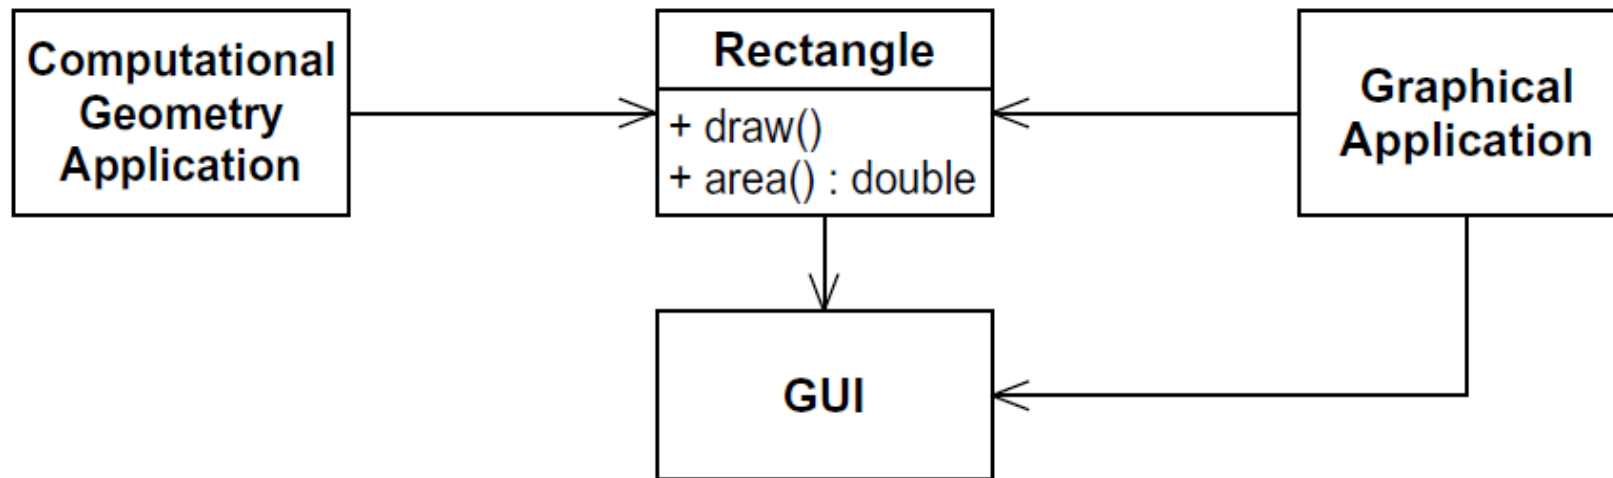 Computational
Geometry
Application
Rectangle
+ draw()
+ area() : double
Graphical
Application
GUI